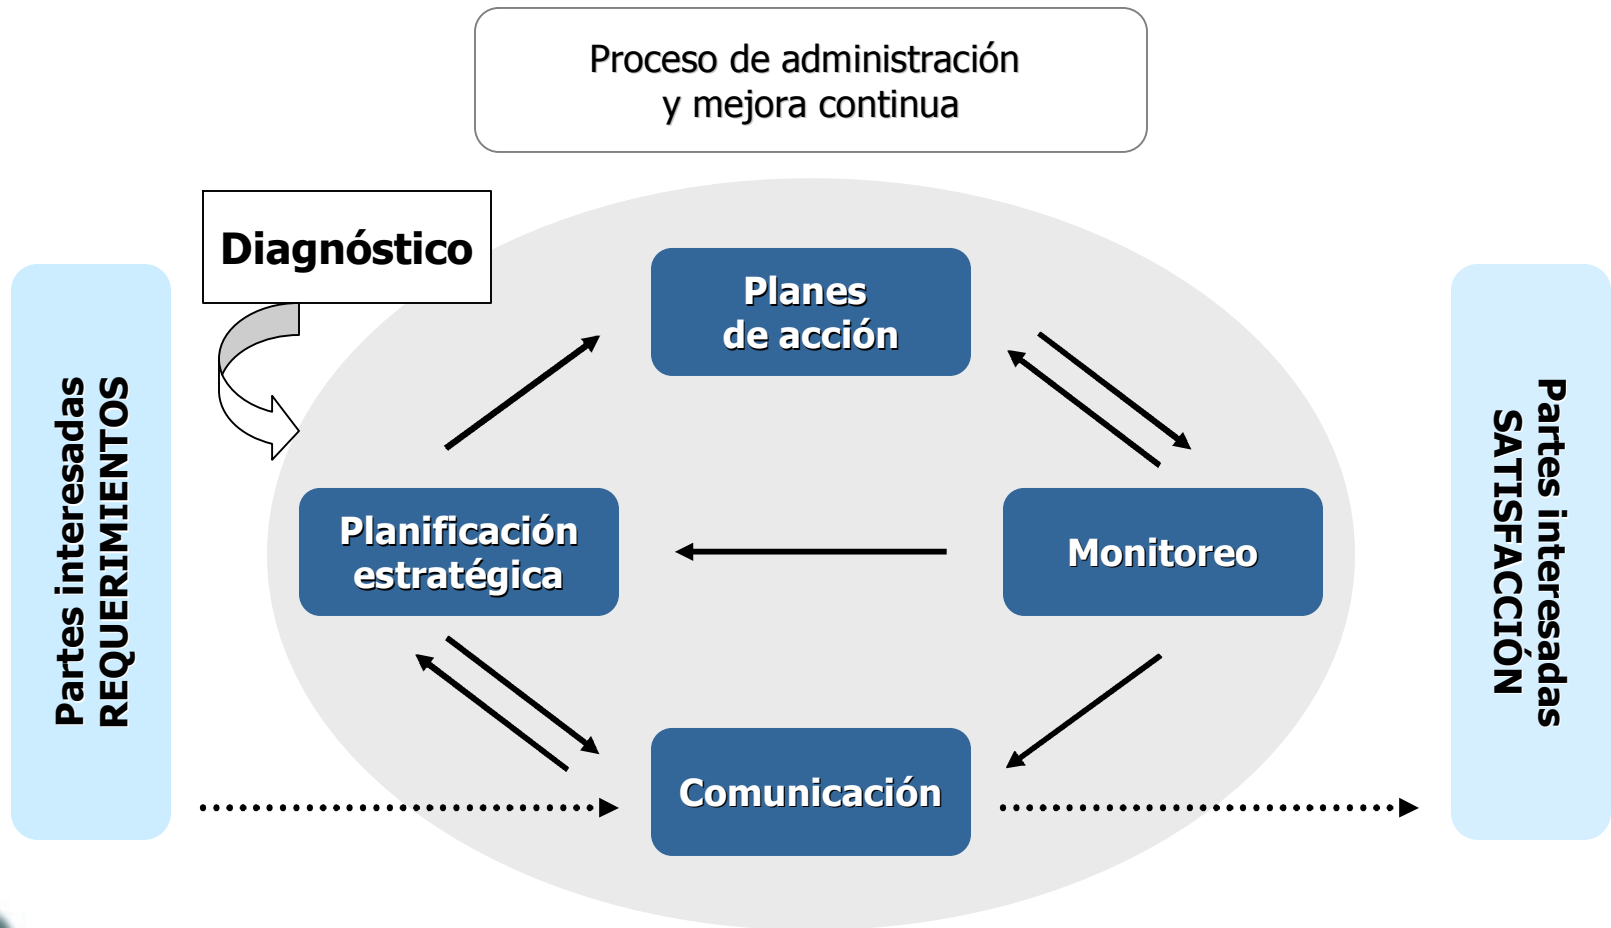 Proceso de administración
y mejora continua
Diagnóstico
Partes interesadas
REQUERIMIENTOS
Planes
de acción
Planificación
estratégica
Monitoreo
Comunicación
Partes interesadas
SATISFACCIÓN